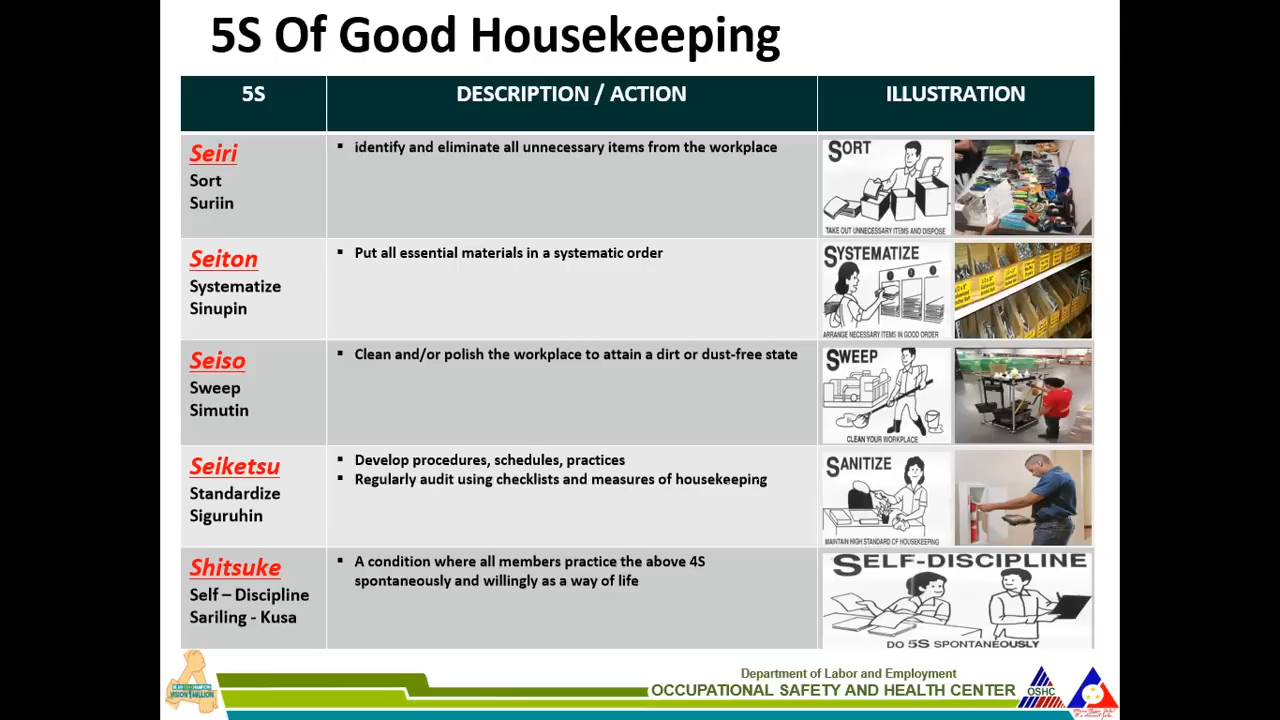 5S Of Good Housekeeping
5S
DESCRIPTION / ACTION
ILLUSTRATION
Seiri
Sort
Suriin
▪ identify and eliminate all unnecessary items from the workplace
SORT
TAKE OUT UNNECESSARY ITEMS AND DISPOSE
Seiton
Systematize
Sinupin
▪ Put all essential materials in a systematic order
SYSTEMATIZE
ARRANGE NECESSARY ITEMS IN GOOD ORDER
Seiso
Sweep
Simutin
▪ Clean and/or polish the workplace to attain a dirt or dust-free state
SWEEP
CLEAN YOUR WORKPLACE
Seiketsu
Standardize
Siguruhin
▪ Develop procedures, schedules, practices
▪ Regularly audit using checklists and measures of housekeeping
SANITIZE
MAINTAIN HIGH STANDARD OF HOUSEKEEPING
Shitsuke
Self – Discipline
Sariling - Kusa
▪ A condition where all members practice the above 4S
spontaneously and willingly as a way of life
SELF-DISCIPLINE
DO 5S SPONTANEOUSLY
VISION 1 MILLION
Department of Labor and Employment
OCCUPATIONAL SAFETY AND HEALTH CENTER
OSHC